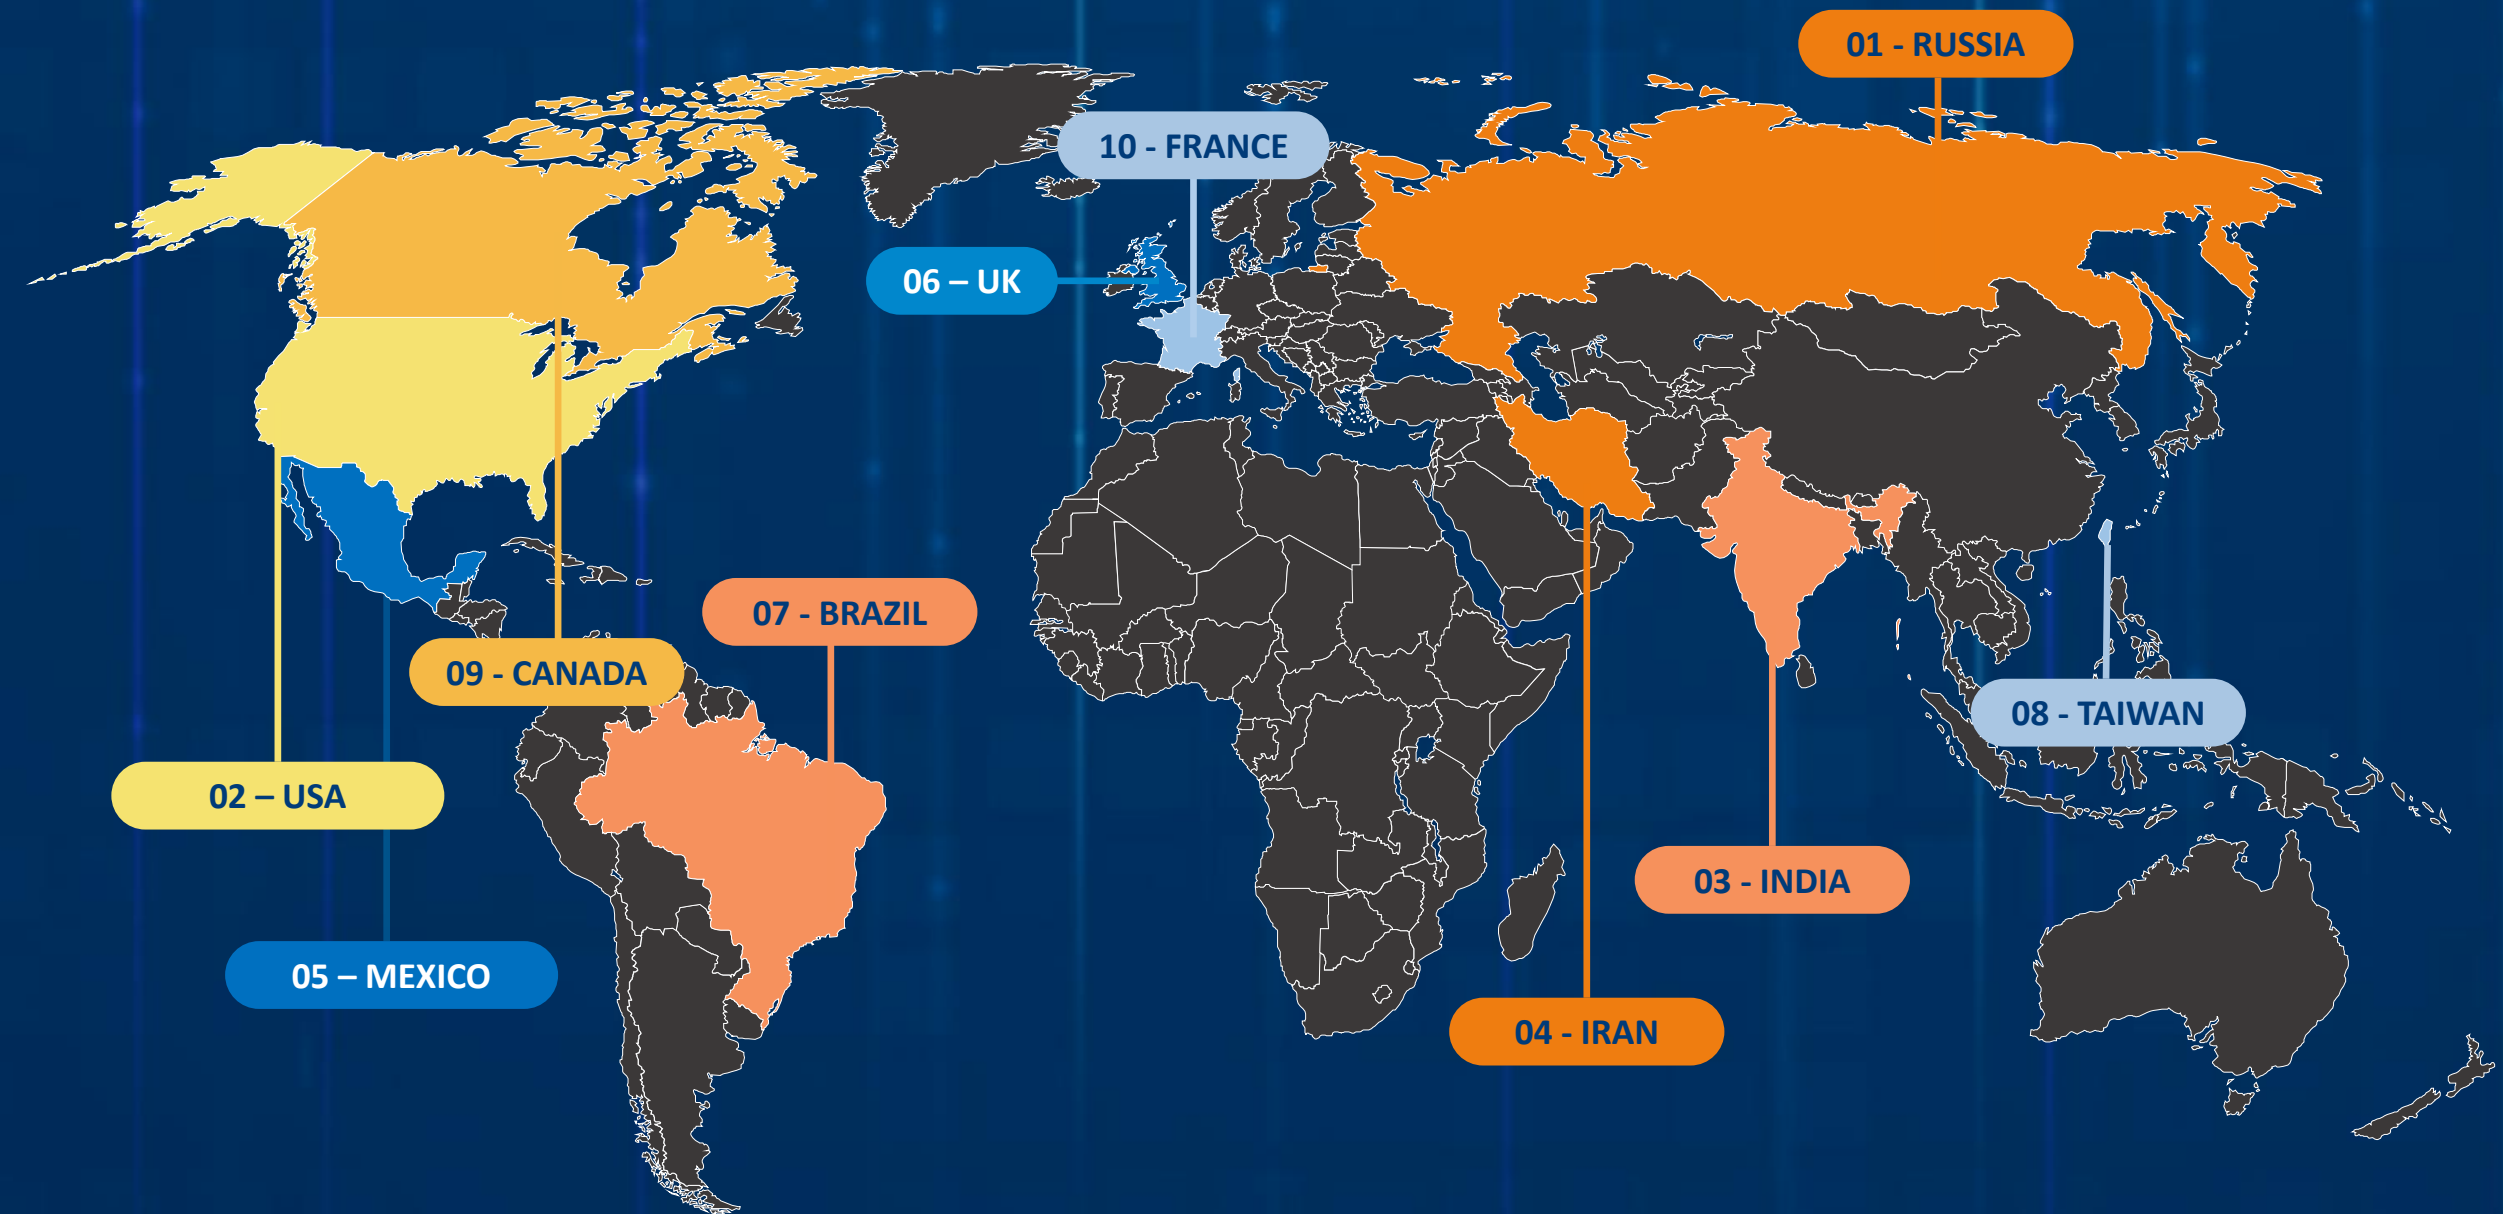 01 - RUSSIA
10 - FRANCE
06 – UK
07 - BRAZIL
09 - CANADA
08 - TAIWAN
02 – USA
03 - INDIA
05 – MEXICO
04 - IRAN